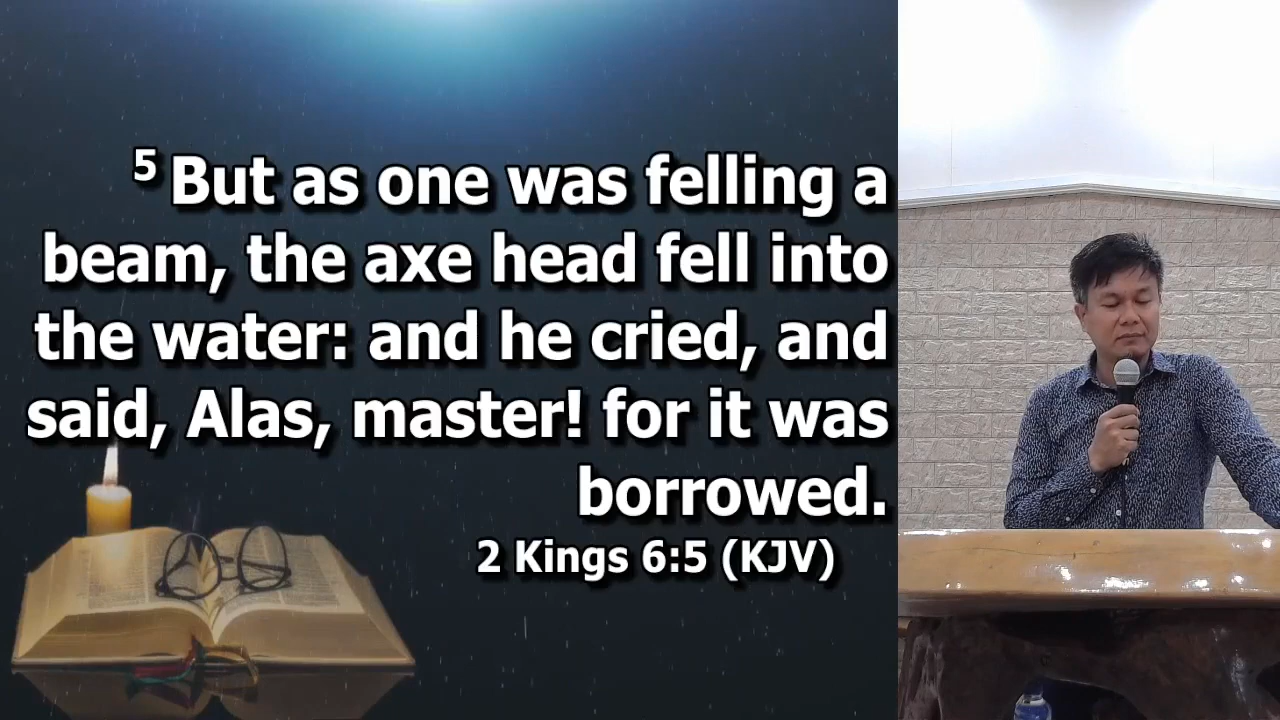 5 But as one was felling a
beam, the axe head fell into
the water: and he cried, and
said, Alas, master! for it was
borrowed.
2 Kings 6:5 (KJV)